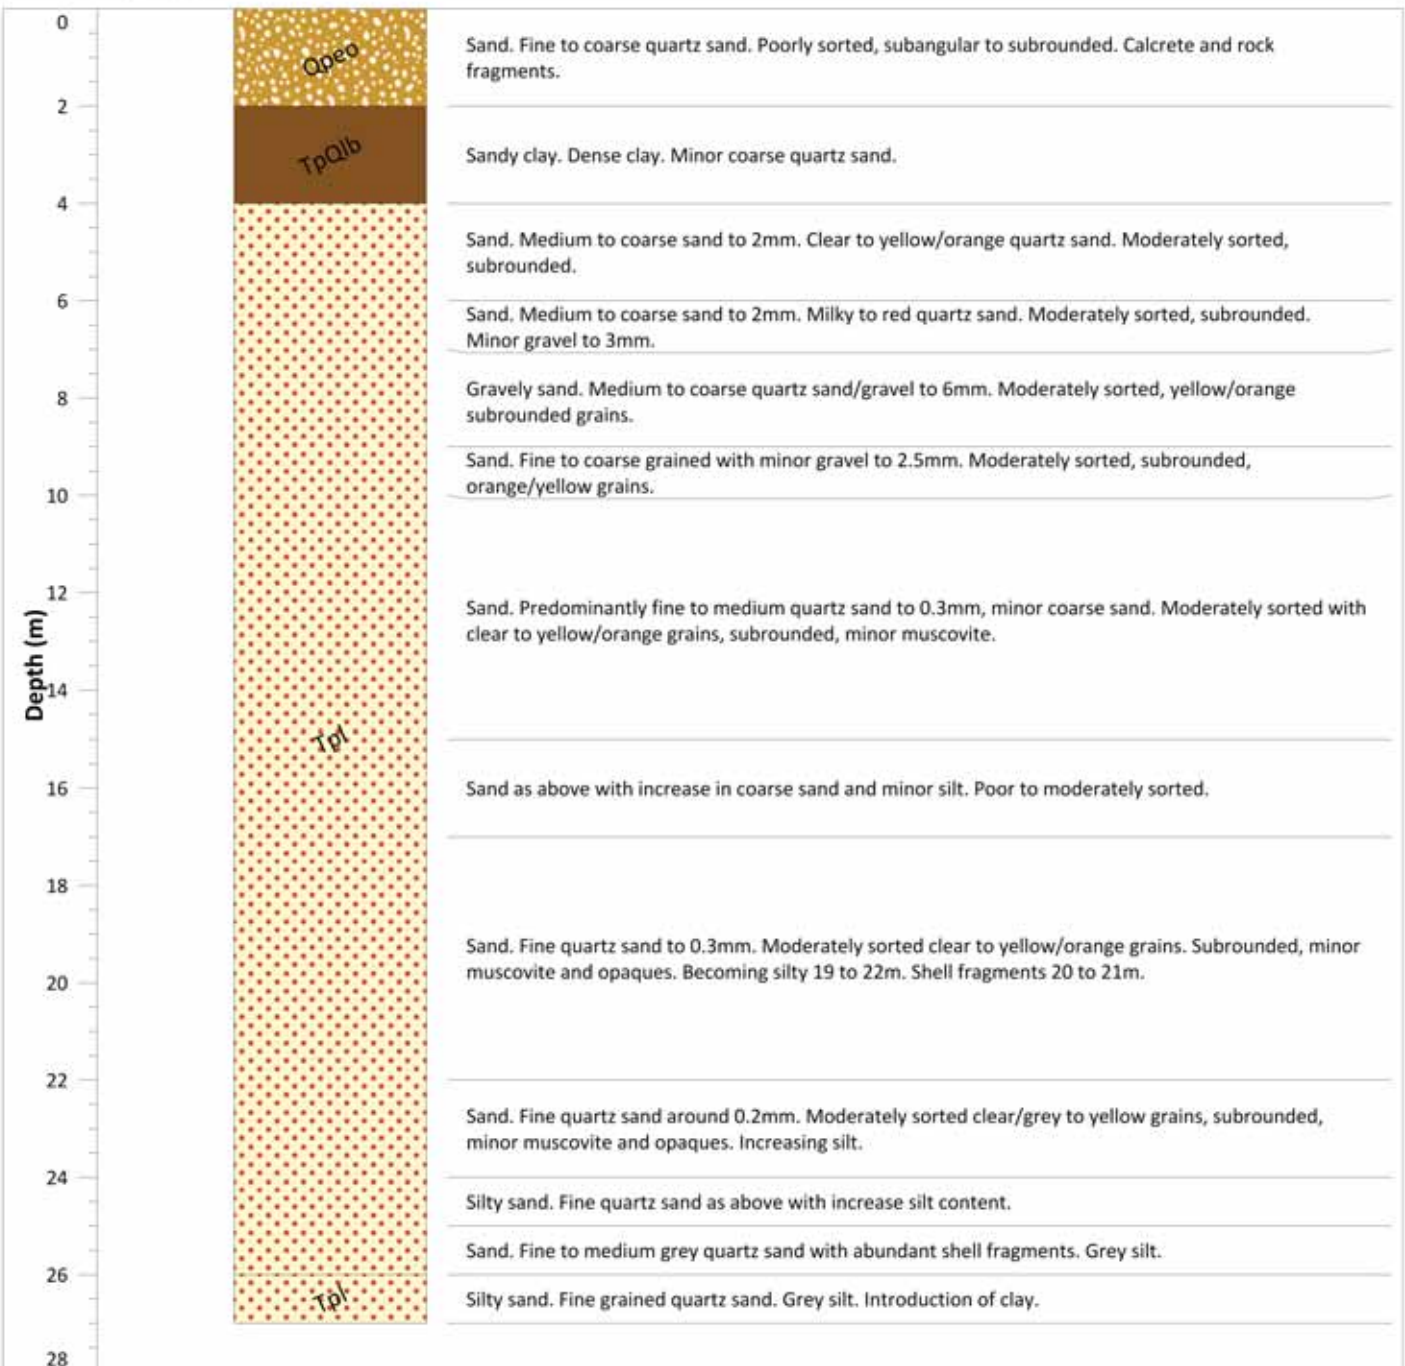 0
Qpeo
Sand. Fine to coarse quartz sand. Poorly sorted, subangular to subrounded. Calcrete and rock
fragments.
2
TpQlb
Sandy clay. Dense clay. Minor coarse quartz sand.
4
Sand. Medium to coarse sand to 2mm. Clear to yellow/orange quartz sand. Moderately sorted,
subrounded.
6
Sand. Medium to coarse sand to 2mm. Milky to red quartz sand. Moderately sorted, subrounded.
Minor gravel to 3mm.
8
Gravely sand. Medium to coarse quartz sand/gravel to 6mm. Moderately sorted, yellow/orange
subrounded grains.
Sand. Fine to coarse grained with minor gravel to 2.5mm. Moderately sorted, subrounded,
orange/yellow grains.
10
12
Sand. Predominantly fine to medium quartz sand to 0.3mm, minor coarse sand. Moderately sorted with
clear to yellow/orange grains, subrounded, minor muscovite.
Depth (m)
14
Tpl
16
Sand as above with increase in coarse sand and minor silt. Poor to moderately sorted.
18
Sand. Fine quartz sand to 0.3mm. Moderately sorted clear to yellow/orange grains. Subrounded, minor
muscovite and opaques. Becoming silty 19 to 22m. Shell fragments 20 to 21m.
20
22
Sand. Fine quartz sand around 0.2mm. Moderately sorted clear/grey to yellow grains, subrounded,
minor muscovite and opaques. Increasing silt.
24
Silty sand. Fine quartz sand as above with increase silt content.
Sand. Fine to medium grey quartz sand with abundant shell fragments. Grey silt.
26
Tpl
Silty sand. Fine grained quartz sand. Grey silt. Introduction of clay.
28